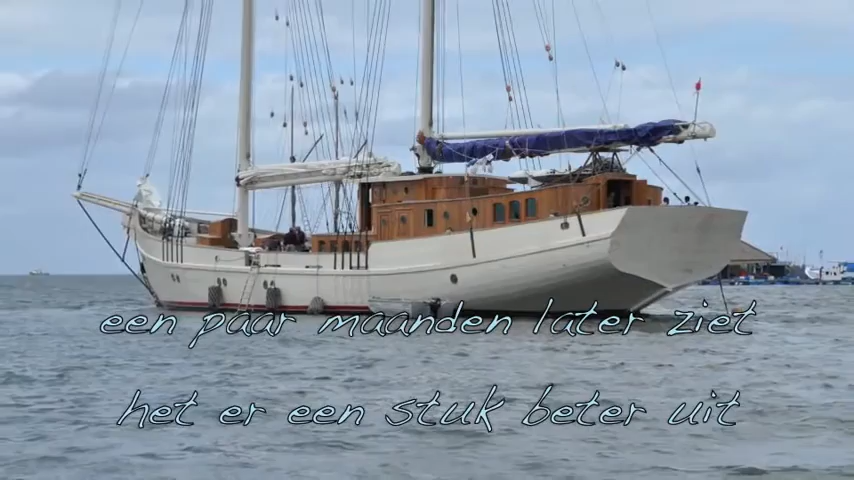 een paar maanden later ziet
het er een stuk beter uit